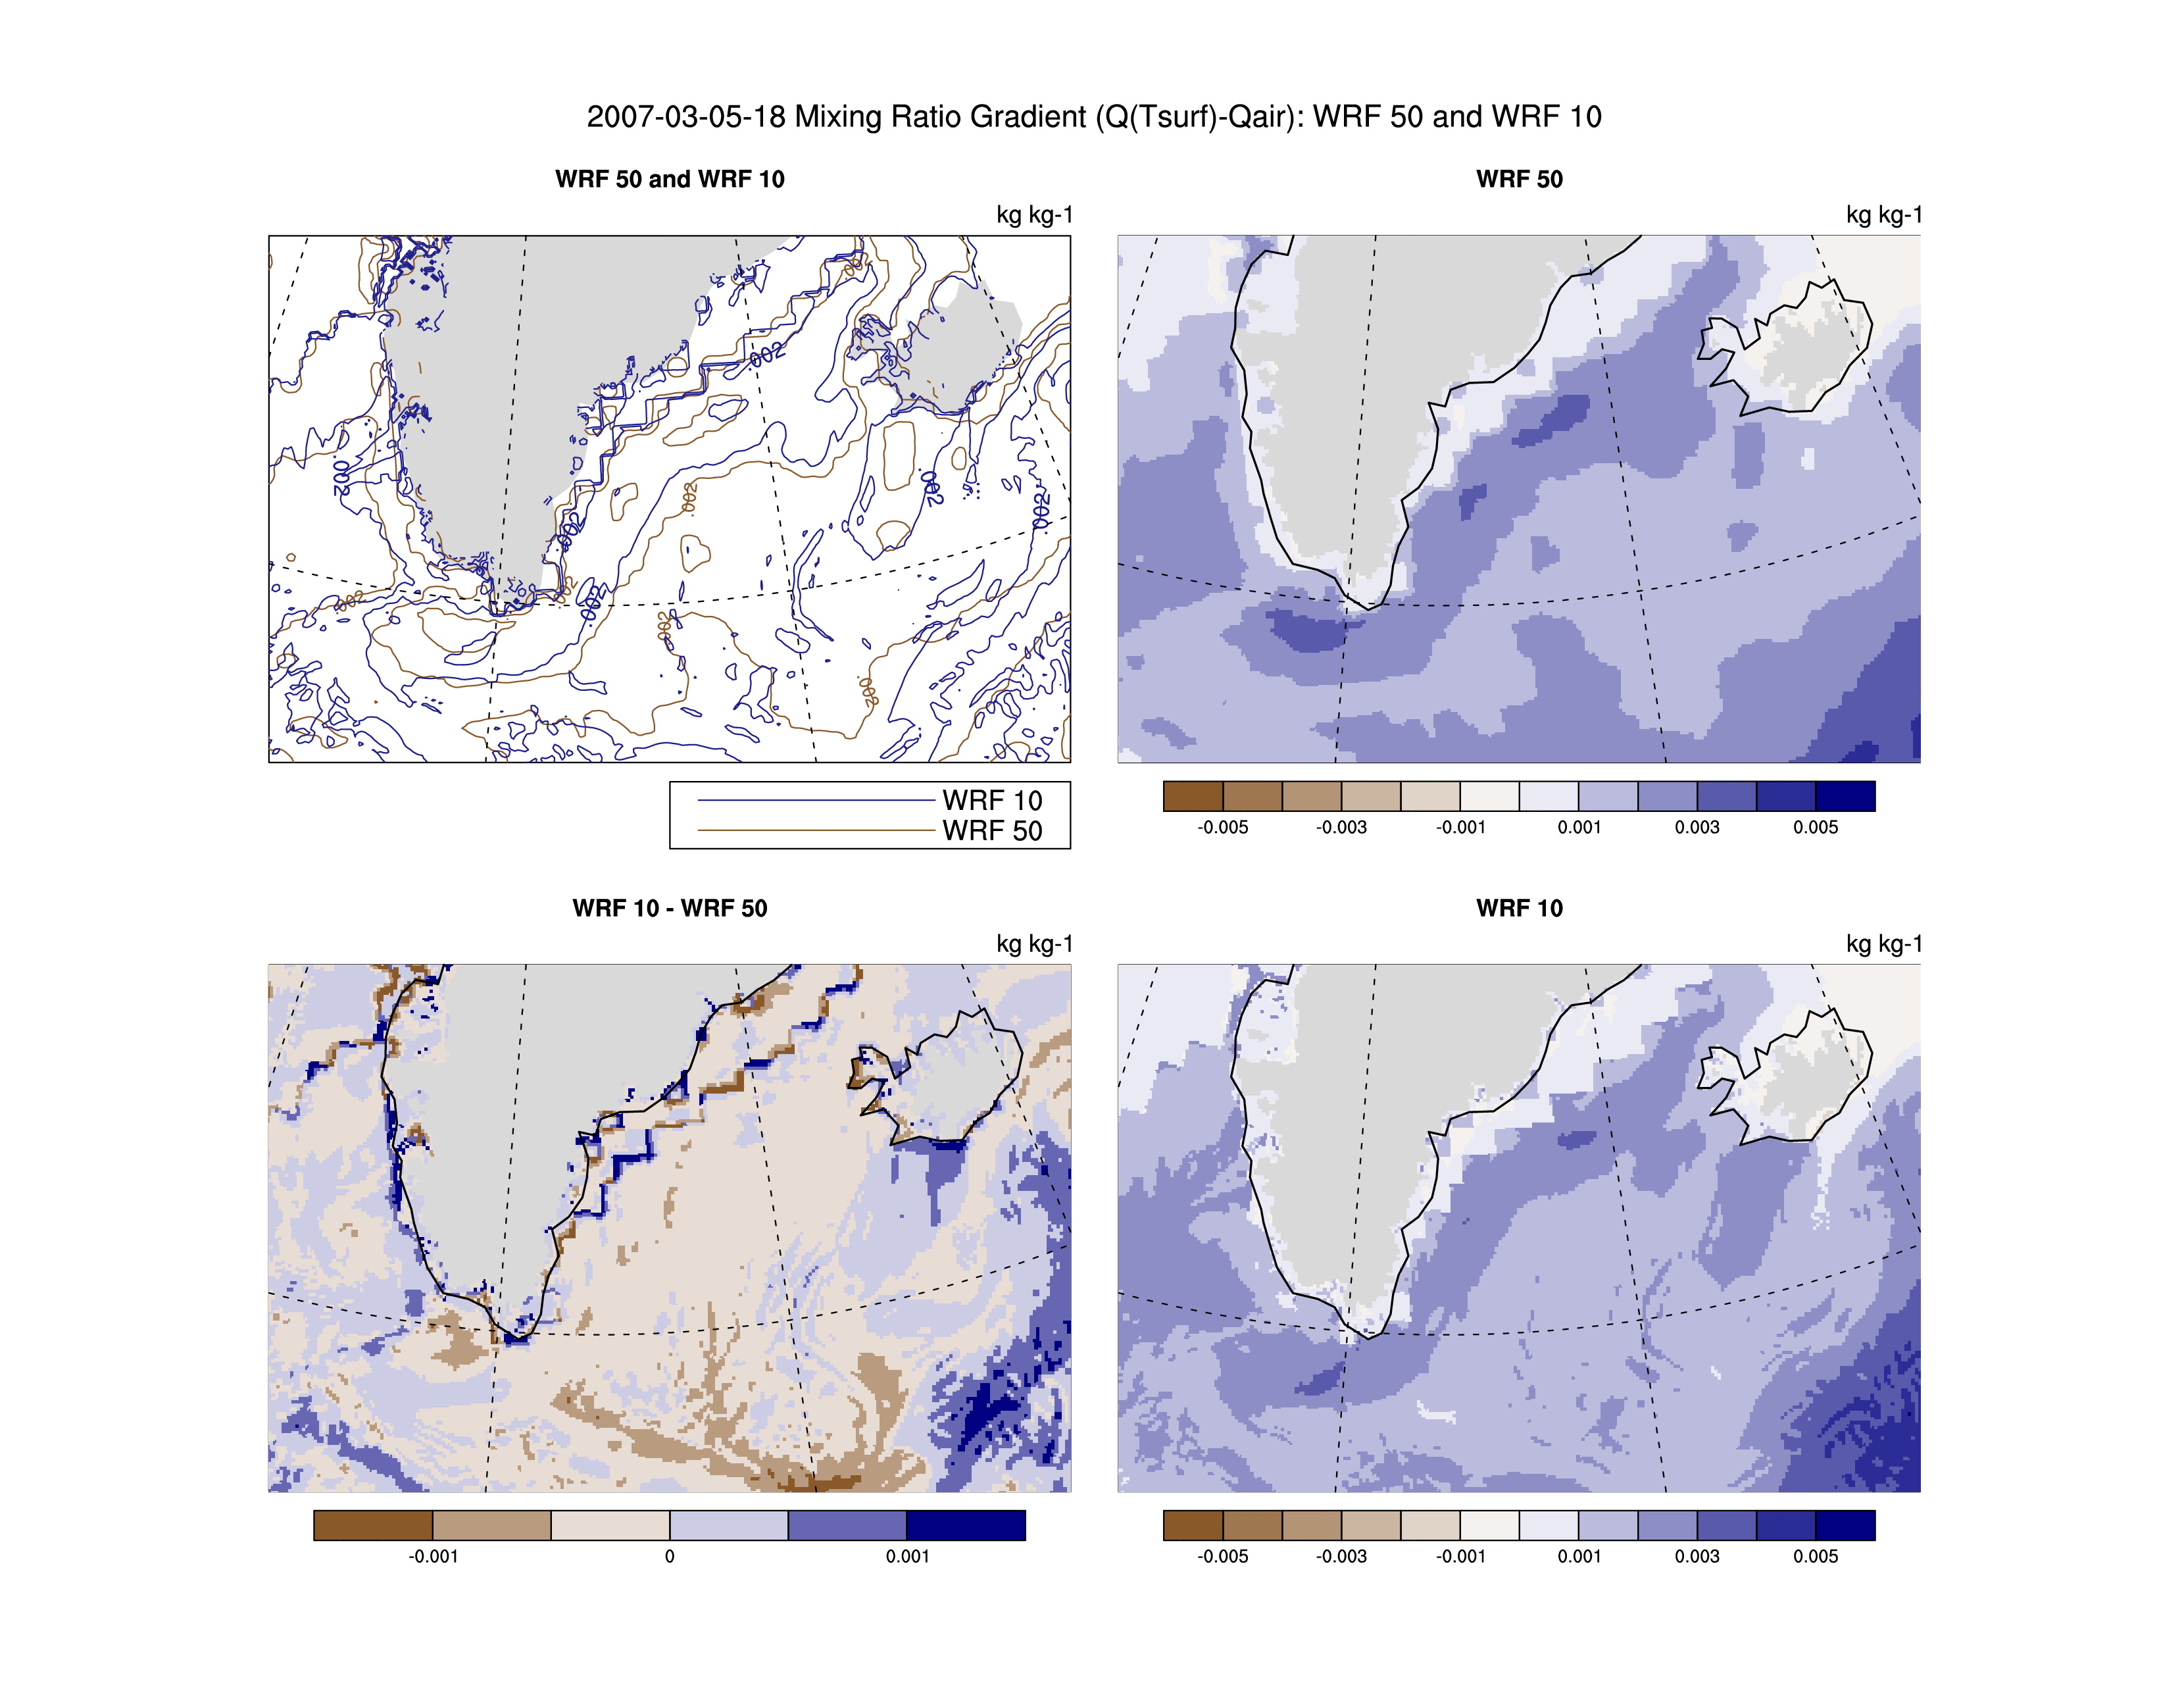 2007-03-05-18 Mixing Ratio Gradient (Q(Tsurf)-Qair): WRF 50 and WRF 10
WRF 50 and WRF 10
kg kg-1
.002
.002
.002
.002
.002
.002
.002
.002
.002
.002
.002
.002
WRF 10
WRF 50
WRF 50
kg kg-1
-0.005 -0.003 -0.001 0.001 0.003 0.005
WRF 10 - WRF 50
kg kg-1
-0.001 0 0.001
WRF 10
kg kg-1
-0.005 -0.003 -0.001 0.001 0.003 0.005